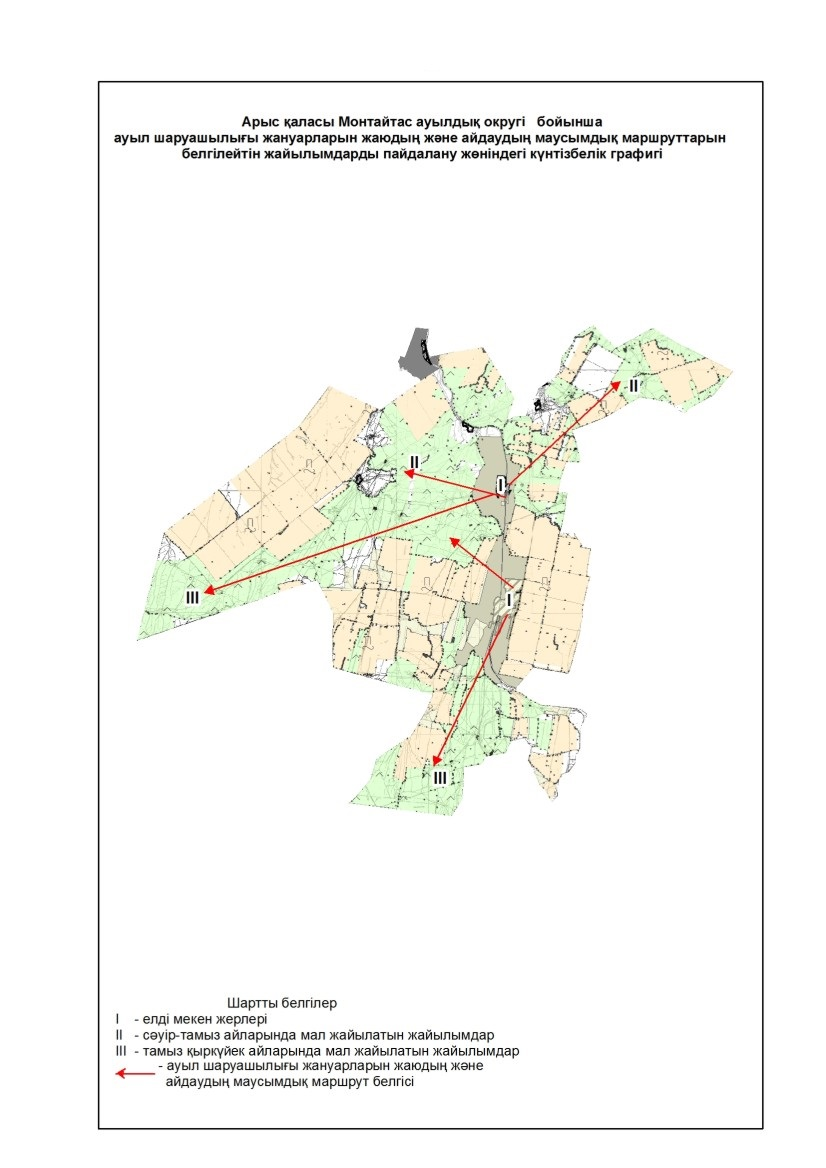 Арыс қаласы Монтайтас ауылдық округі бойынша
ауыл шаруашылығы жануарларын жаюдың және айдаудың маусымдық маршруттарын
белгілейтін жайылымдарды пайдалану жөніндегі күнтізбелік графигі
II
II
I
III
I
III
Шартты белгілер
I - елді мекен жерлері
II - сәуір-тамыз айларында мал жайылатын жайылымдар
III - тамыз қыркүйек айларында мал жайылатын жайылымдар
- ауыл шаруашылығы жануарларын жаюдың және
айдаудың маусымдық маршрут белгісі